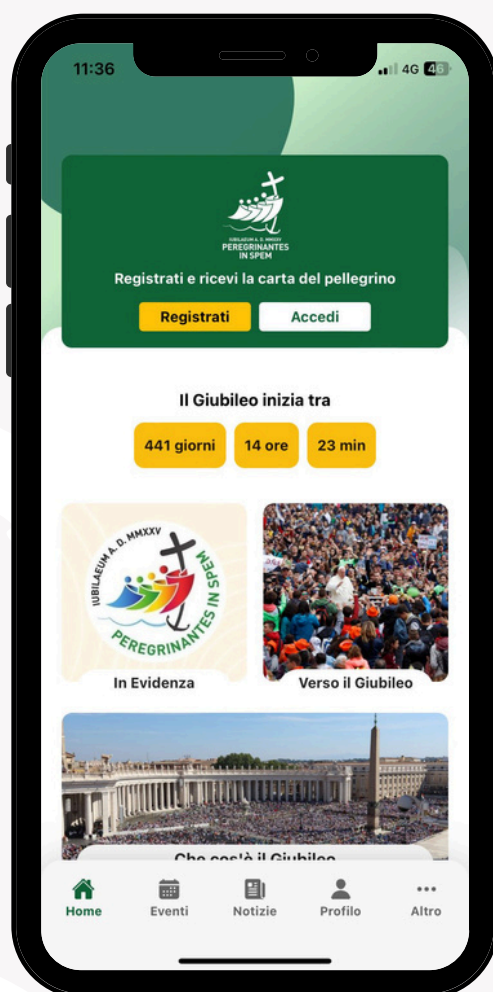 11:36
4G 46
IUBILAEUM A. D. MMXXV
PEREGRINANTES
IN SPEM
Registrati e ricevi la carta del pellegrino
Registrati
Accedi
Il Giubileo inizia tra
441 giorni
14 ore
23 min
IUBILAEUM A. D. MMXXV
PEREGRINANTES IN SPEM
In Evidenza
Verso il Giubileo
Che cos'è il Giubileo
Home
Eventi
Notizie
Profilo
Altro